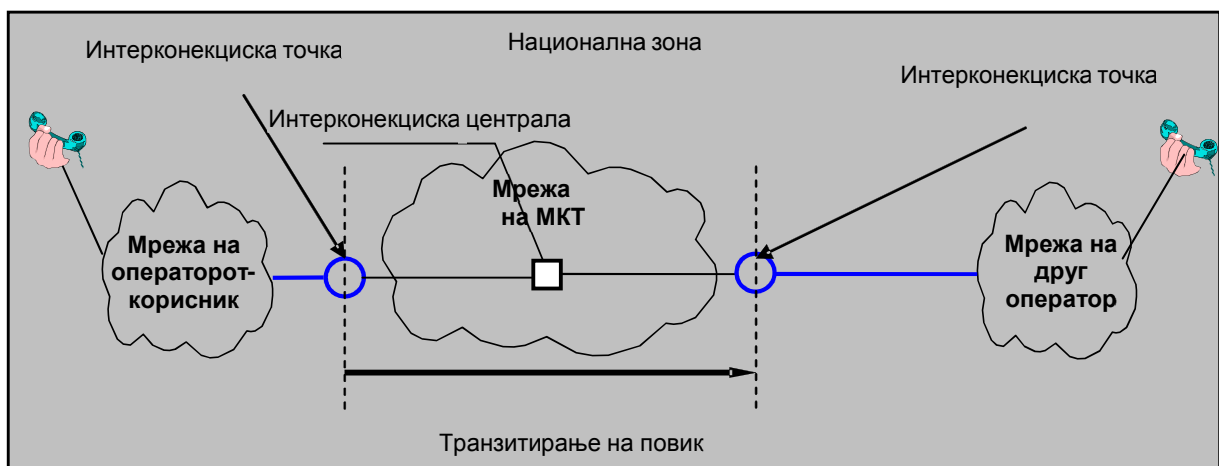 Национална зона
Интерконекциска точка
Интерконекциска точка
Интерконекциска централа
Мрежа
на МКТ
Мрежа на
операторот-
корисник
Мрежа на
друг
оператор
Транзитирање на повик